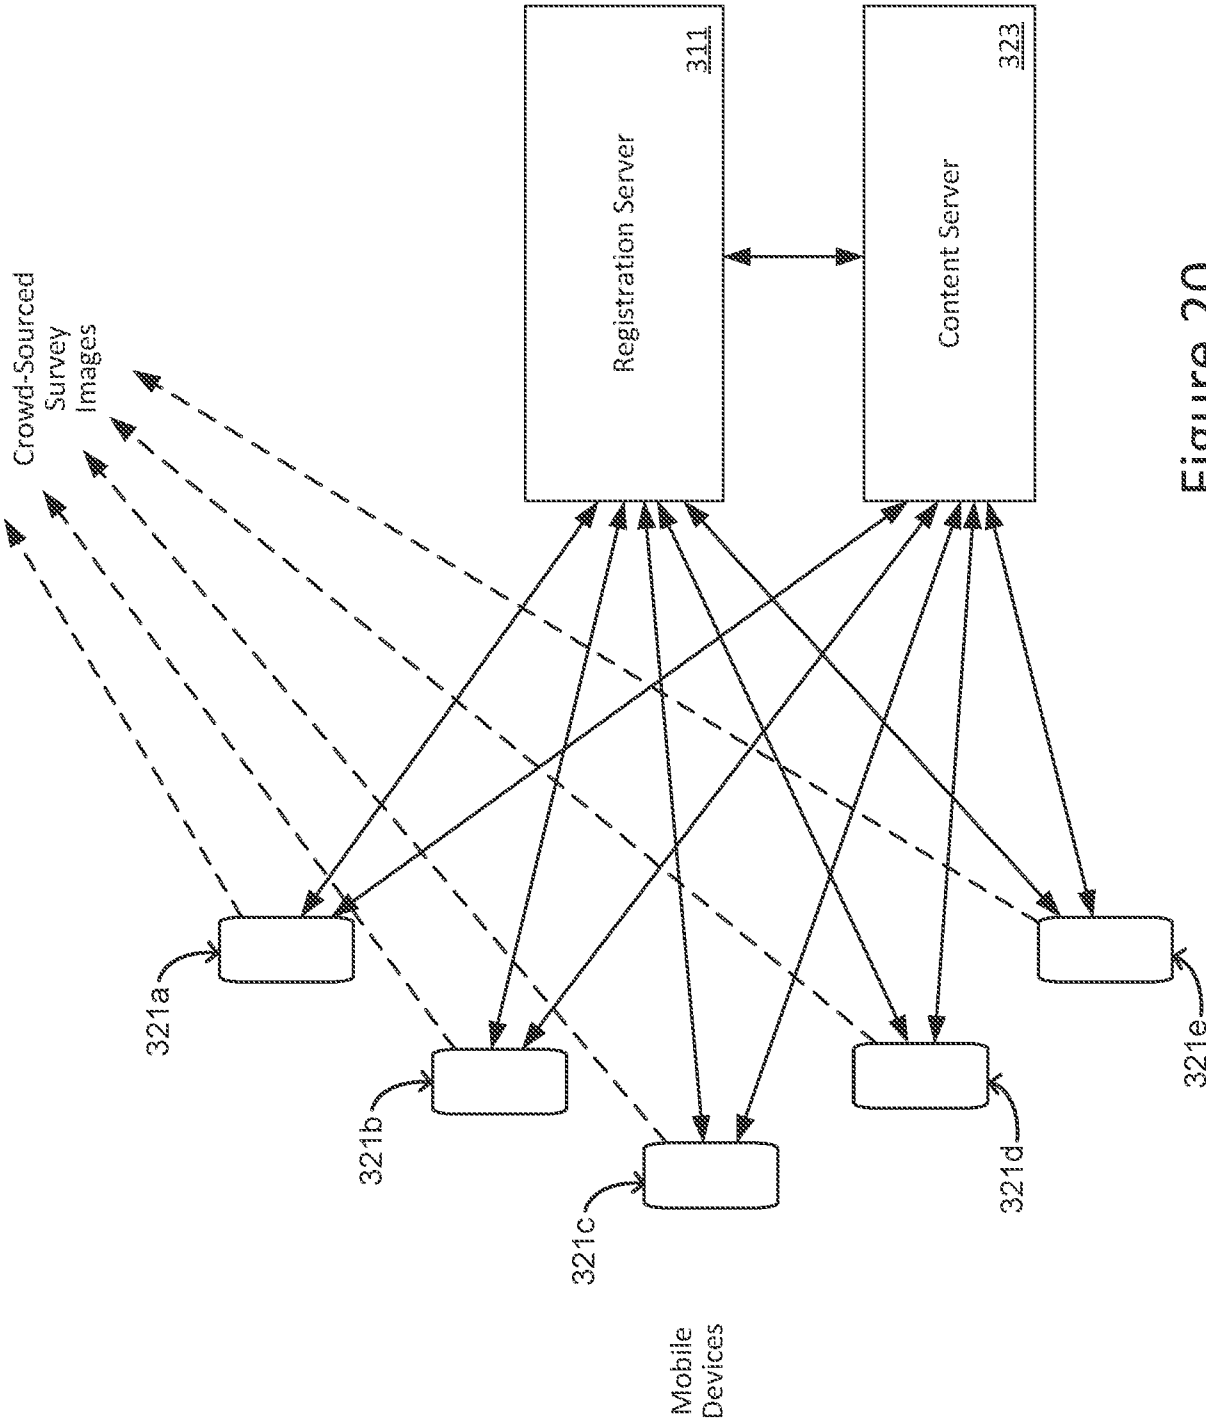 Crowd-Sourced
Survey
Images
Registration Server
311
Content Server
323
321a
321b
321c
321d
321e
Mobile
Devices
Figure 20